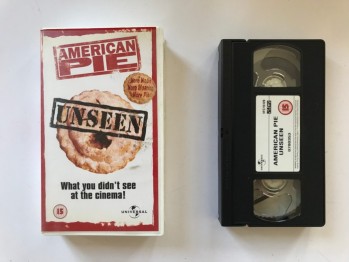 AMERICAN
PIE
UNSEEN
What you didn't see
at the cinema!
15
UNIVERSAL
15
AMERICAN PIE
UNSEEN